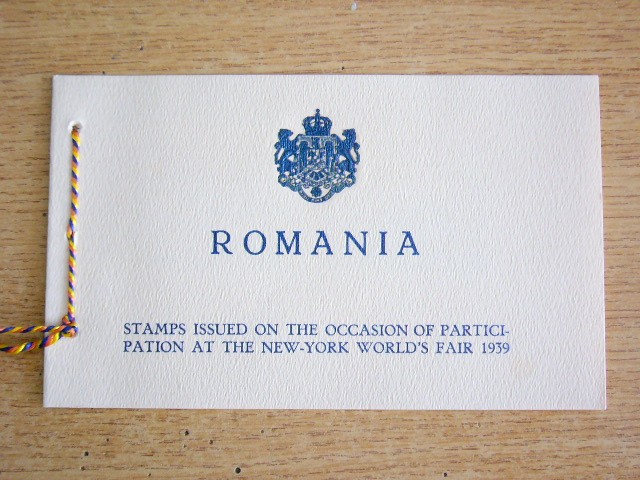 ROMANIA
STAMPS ISSUED ON THE OCCASION OF PARTICI-
PATION AT THE NEW-YORK WORLD'S FAIR 1939